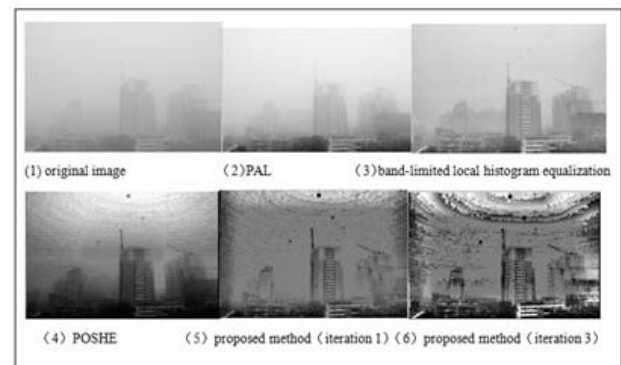 (1) original image (2)PAL (3)band-limited local histogram equalization
(4) POSHE (5) proposed method (iteration 1) (6) proposed method (iteration 3)